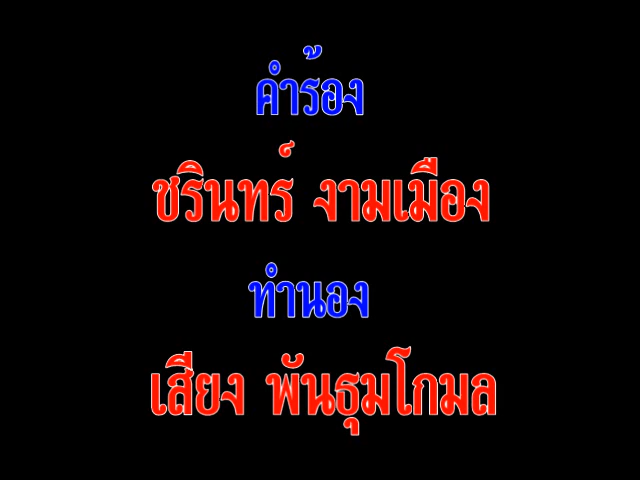 คำร้อง
ชรินทร์ งามเมือง
ทำนอง
เสียง พันธุมโกมล